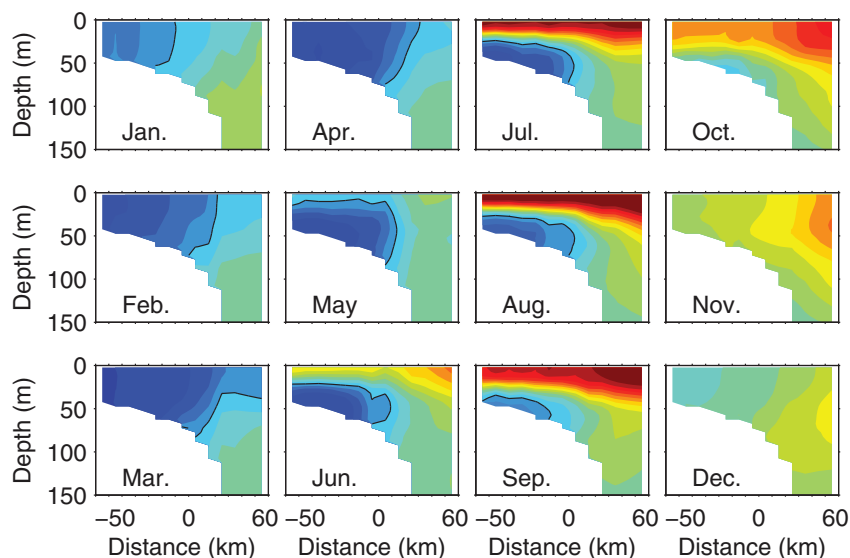 0
50
100
150
Depth (m)
Jan.
Apr.
Jul.
Oct.
0
50
100
150
Depth (m)
Feb.
May
Aug.
Nov.
0
50
100
150
Depth (m)
Mar.
Jun.
Sep.
Dec.
−50 0 60
−50 0 60
−50 0 60
−50 0 60
Distance (km)
Distance (km)
Distance (km)
Distance (km)